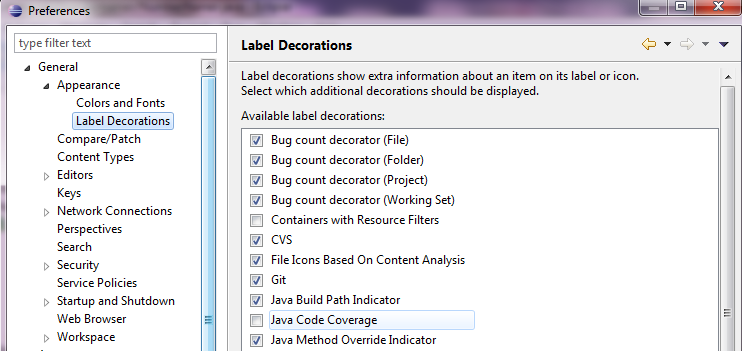 Preferences
type filter text
General
Appearance
Colors and Fonts
Label Decorations
Compare/Patch
Content Types
Editors
Keys
Network Connections
Perspectives
Search
Security
Service Policies
Startup and Shutdown
Web Browser
Workspace
Label Decorations
Label decorations show extra information about an item on its label or icon.
Select which additional decorations should be displayed.
Available label decorations:
Bug count decorator (File)
Bug count decorator (Folder)
Bug count decorator (Project)
Bug count decorator (Working Set)
Containers with Resource Filters
CVS
File Icons Based On Content Analysis
Git
Java Build Path Indicator
Java Code Coverage
Java Method Override Indicator